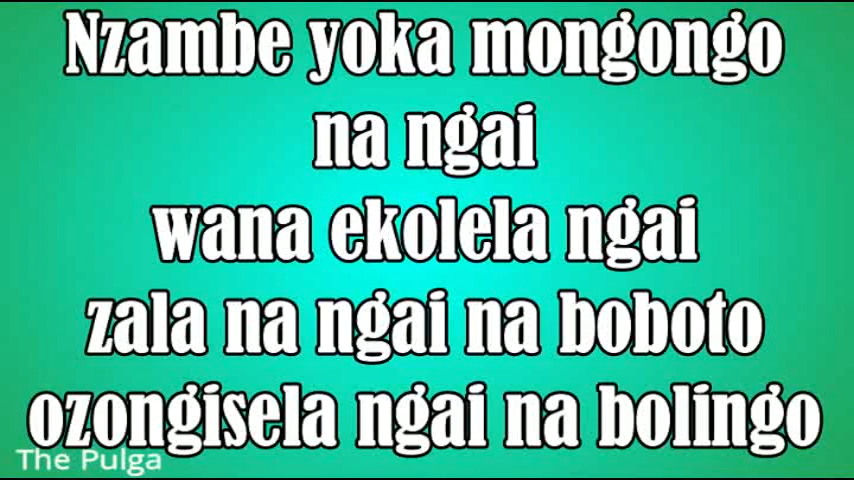 Nzambe yoka mongongo
na ngai
wana ekolela ngai
zala na ngai na boboto
ozongisela ngai na bolingo
The Pulga